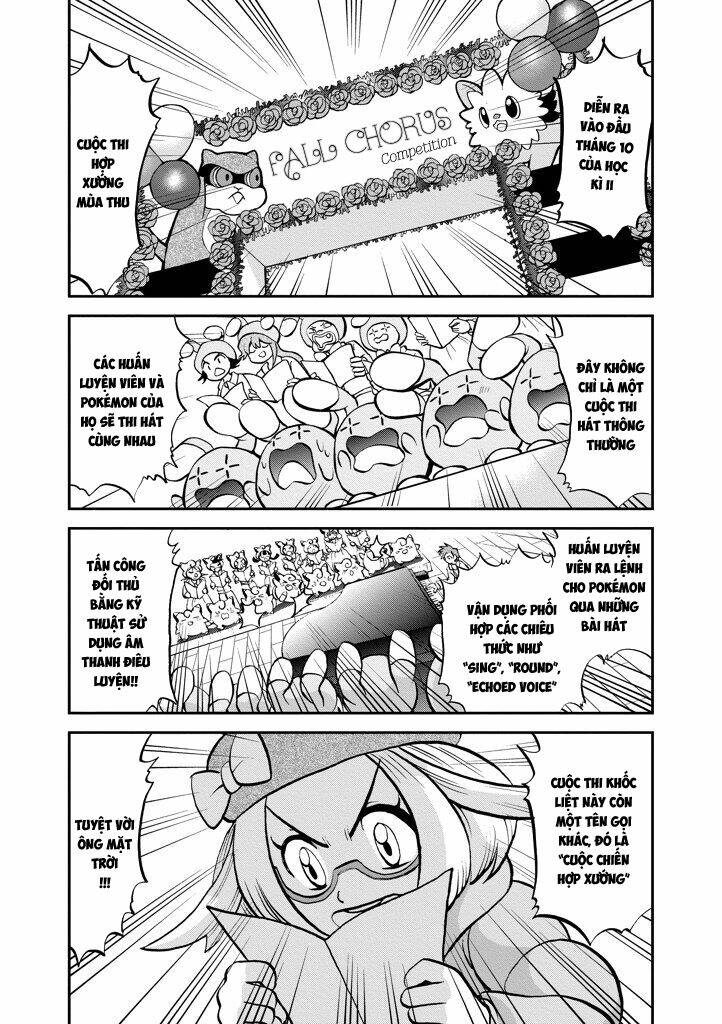 DIỄN RA
VÀO ĐẦU
THÁNG 10
CỦA HỌC
KÌ II
FALL CHORUS
Competition
CUỘC THI
HỢP
XƯỚNG
MÙA THU
ĐÂY KHÔNG
CHỈ LÀ MỘT
CUỘC THI
HÁT THÔNG
THƯỜNG
CÁC HUẤN
LUYỆN VIÊN VÀ
POKÉMON CỦA
HỌ SẼ THI HÁT
CÙNG NHAU
HUẤN LUYỆN
VIÊN RA LỆNH
CHO POKÉMON
QUA NHỮNG
BÀI HÁT
VẬN DỤNG PHỐI
HỢP CÁC CHIÊU
THỨC NHƯ
"SING", "ROUND",
"ECHOED VOICE"
TẤN CÔNG
ĐỐI THỦ
BẰNG KỸ
THUẬT SỬ
DỤNG ÂM
THANH ĐIÊU
LUYỆN!!
CUỘC THI KHỐC
LIỆT NÀY CÒN
MỘT TÊN GỌI
KHÁC, ĐÓ LÀ
"CUỘC CHIẾN
HỢP XƯỚNG"
TUYỆT VỜI
ÔNG MẶT
TRỜI
!!!